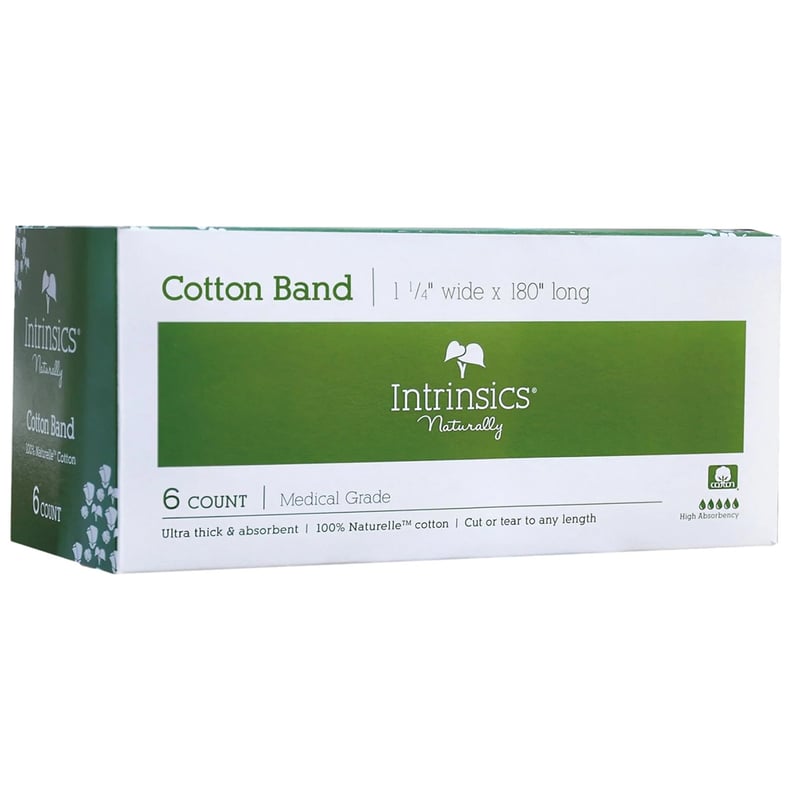 Cotton Band | 1 1/4" wide x 180" long
Intrinsics®
Naturally
6 COUNT | Medical Grade
Ultra thick & absorbent | 100% Naturelle™ cotton | Cut or tear to any length
COTTON
High Absorbency
Intrinsics
Naturally
Cotton Band
100% Naturelle™ Cotton
6 COUNT